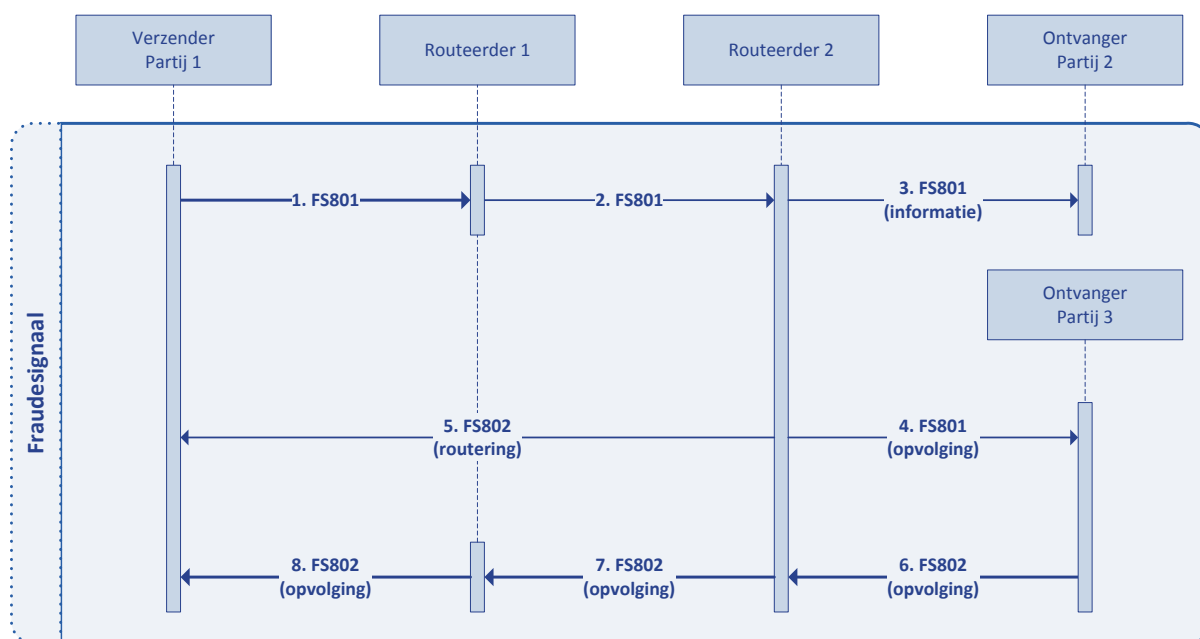 Verzender
Partij 1
Routeerder 1
Routeerder 2
Ontvanger
Partij 2
1. FS801
2. FS801
3. FS801
(informatie)
Ontvanger
Partij 3
Fraudesignaal
5. FS802
(routering)
4. FS801
(opvolging)
8. FS802
(opvolging)
7. FS802
(opvolging)
6. FS802
(opvolging)